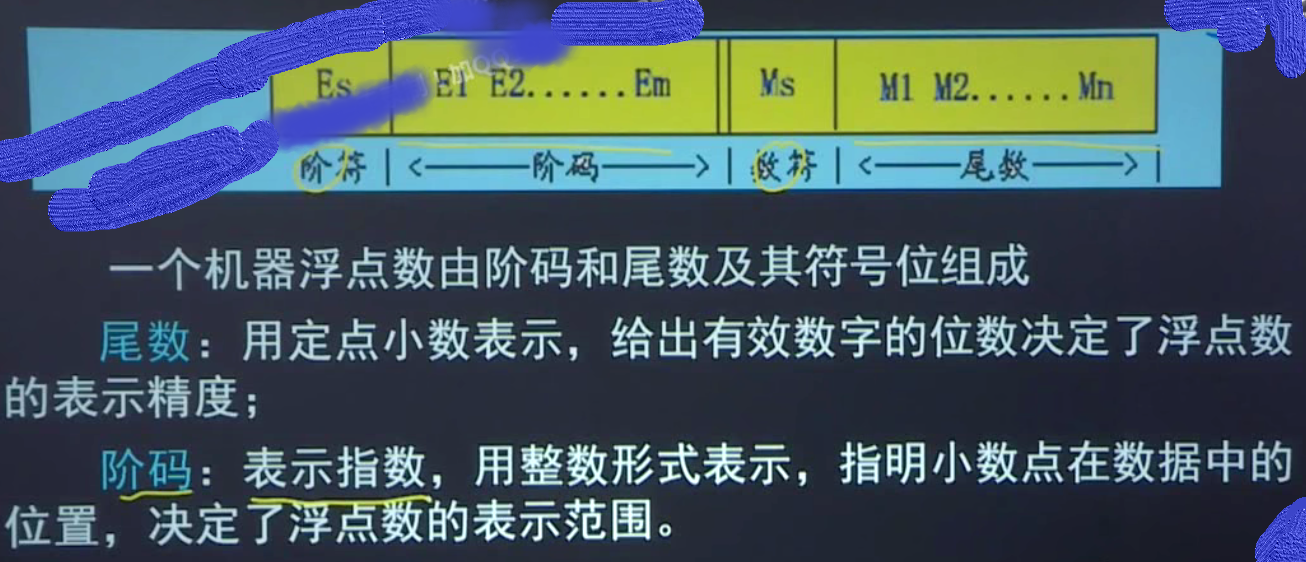 Es E1 E2......Em Ms M1 M2......Mn
阶符 阶码 数符 尾数
一个机器浮点数由阶码和尾数及其符号位组成
尾数：用定点小数表示，给出有效数字的位数决定了浮点数
的表示精度；
阶码：表示指数，用整数形式表示，指明小数点在数据中的
位置，决定了浮点数的表示范围。